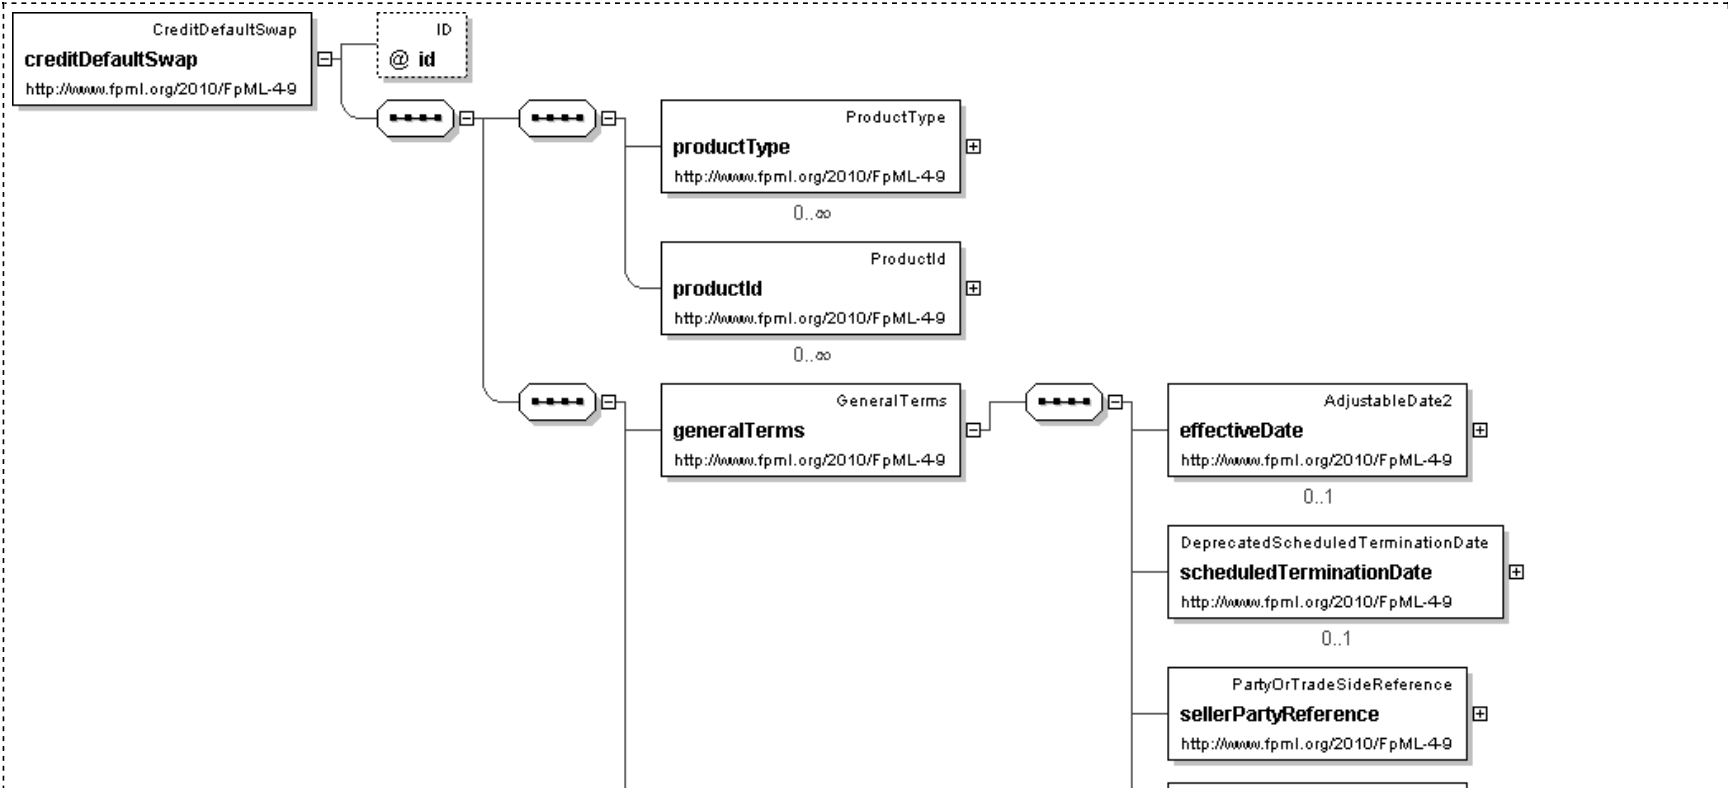 CreditDefaultSwap
creditDefaultSwap
http://www.fpml.org/2010/FpML-4-9
ID
@ id
ProductType
productType
http://www.fpml.org/2010/FpML-4-9
0..∞
ProductId
productId
http://www.fpml.org/2010/FpML-4-9
0..∞
GeneralTerms
generalTerms
http://www.fpml.org/2010/FpML-4-9
AdjustableDate2
effectiveDate
http://www.fpml.org/2010/FpML-4-9
0..1
DeprecatedScheduledTerminationDate
scheduledTerminationDate
http://www.fpml.org/2010/FpML-4-9
0..1
PartyOrTradeSideReference
sellerPartyReference
http://www.fpml.org/2010/FpML-4-9